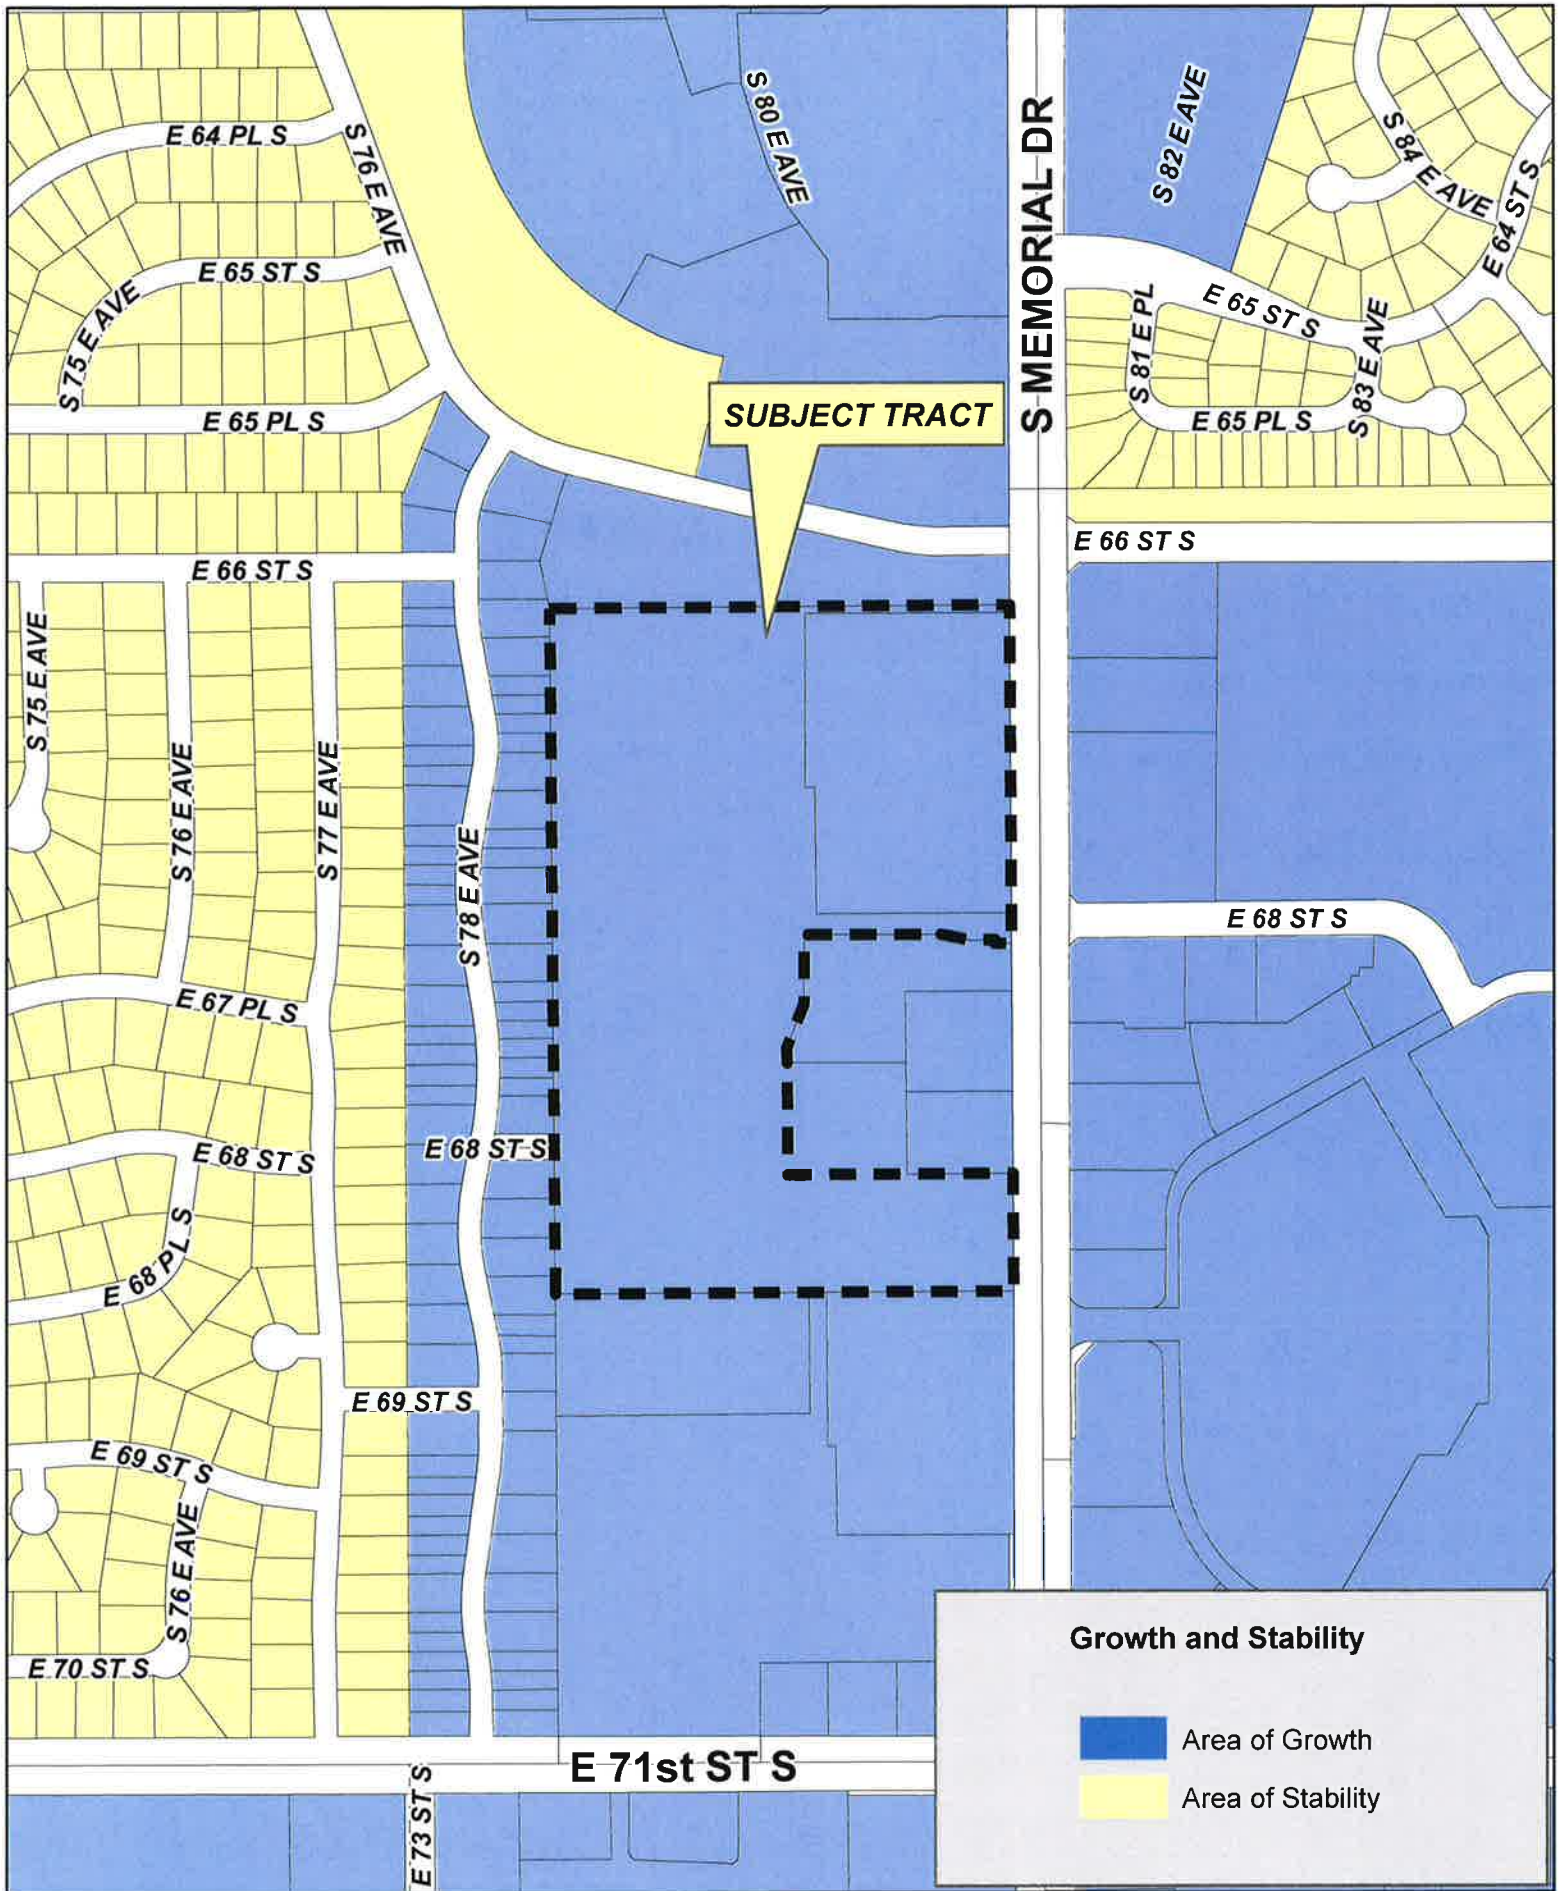 S 80 E AVE
S MEMORIAL DR
S 82 E AVE
E 64 PL S
S 76 E AVE
S 84 E AVE
E 64 ST S
E 65 ST S
S 75 E AVE
E 65 ST S
S 81 E PL
S 83 E AVE
E 65 PL S
SUBJECT TRACT
E 65 PL S
E 66 ST S
E 66 ST S
S 75 E AVE
S 76 E AVE
S 77 E AVE
S 78 E AVE
E 68 ST S
E 67 PL S
E 68 ST S
E 68 ST S
E 68 PL S
E 69 ST S
E 69 ST S
S 76 E AVE
E 70 ST S
E 71st ST S
E 73 ST S
Growth and Stability
Area of Growth
Area of Stability